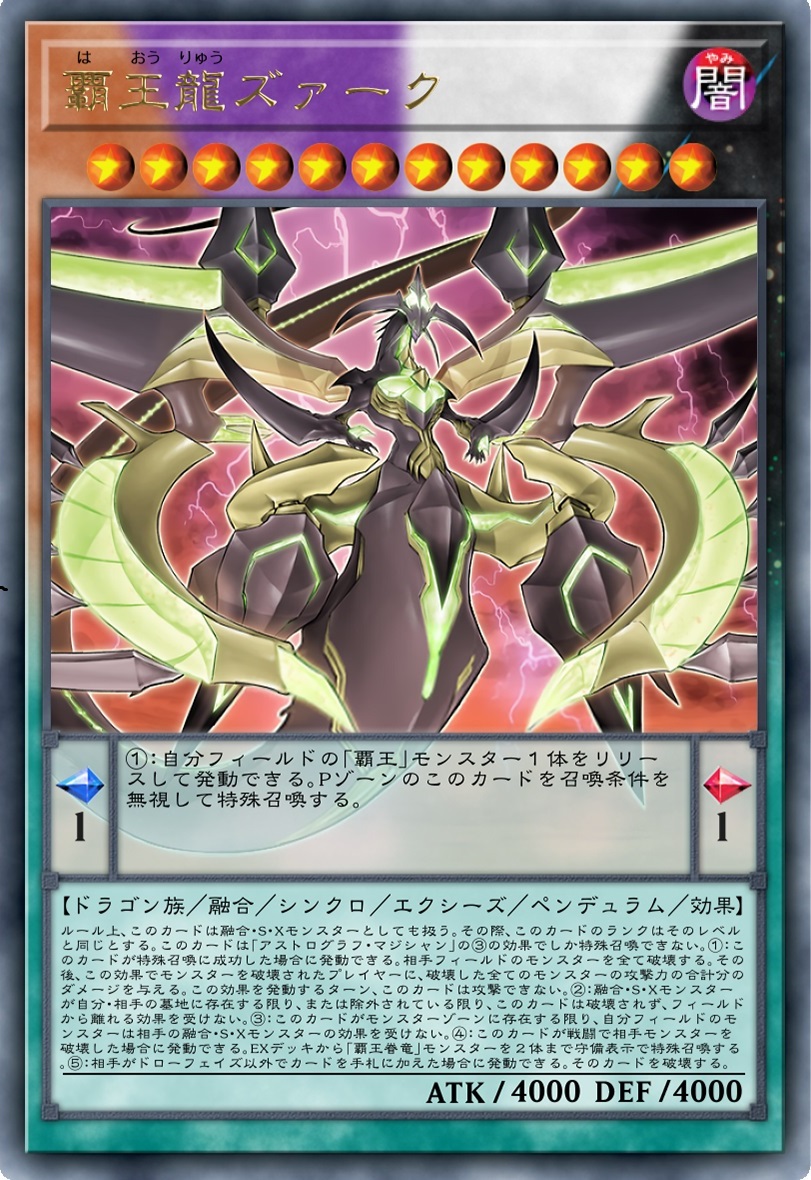 は おう りゅう
覇王龍ズァーク
やみ
闇
①:自分フィールドの「覇王」モンスター1体をリリー
スして発動できる。Pゾーンのこのカードを召喚条件を
無視して特殊召喚する。
1
1
【ドラゴン族/融合/シンクロ/エクシーズ/ペンデュラム/効果】
ルール上、このカードは融合・S・Xモンスターとしても扱う。その際、このカードのランクはそのレベル
と同じとする。このカードは「アストログラフ・マジシャン」の③の効果でしか特殊召喚できない。①:こ
のカードが特殊召喚に成功した場合に発動できる。相手フィールドのモンスターを全て破壊する。その
後、この効果でモンスターを破壊されたプレイヤーに、破壊した全てのモンスターの攻撃力の合計分の
ダメージを与える。この効果を発動するターン、このカードは攻撃できない。②:融合・S・Xモンスター
が自分・相手の墓地に存在する限り、または除外されている限り、このカードは破壊されず、フィールド
から離れる効果を受けない。③:このカードがモンスターゾーンに存在する限り、自分フィールドのモ
ンスターは相手の融合・S・Xモンスターの効果を受けない。④:このカードが戦闘で相手モンスターを
破壊した場合に発動できる。EXデッキから「覇王眷竜」モンスターを2体まで守備表示で特殊召喚する
。⑤:相手がドローフェイズ以外でカードを手札に加えた場合に発動できる。そのカードを破壊する。
ATK / 4000 DEF / 4000